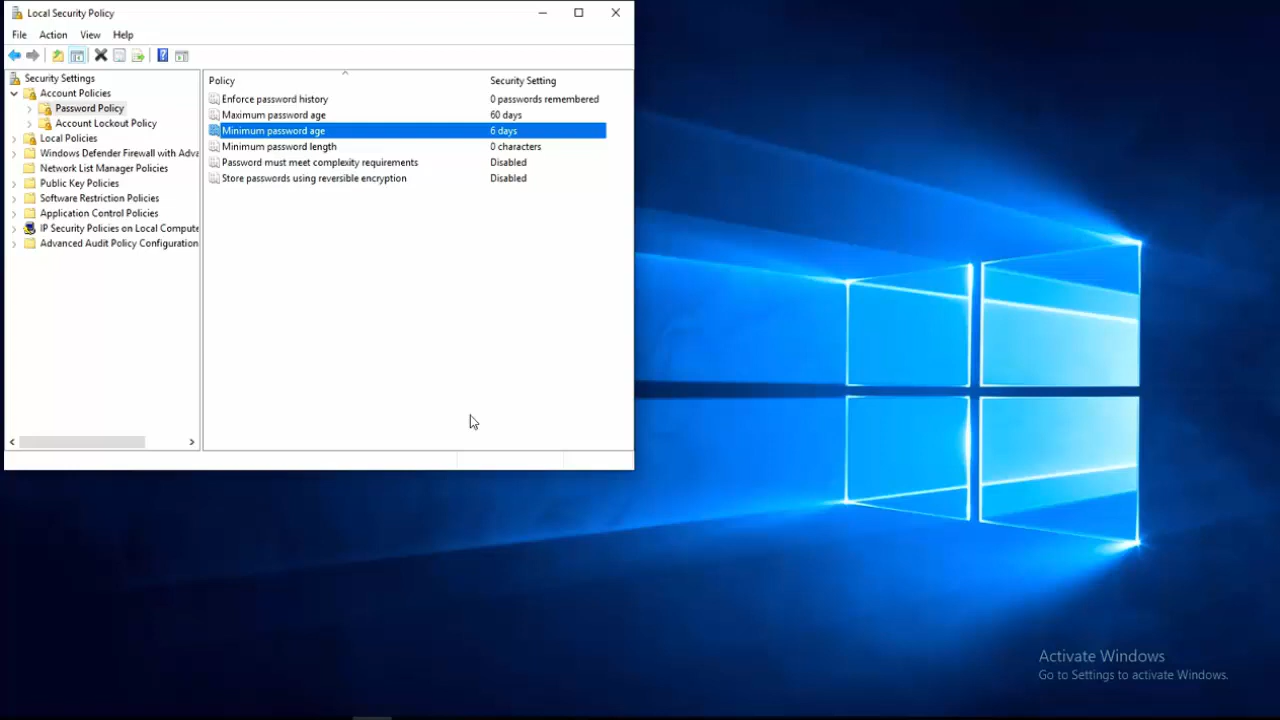 Local Security Policy
File Action View Help
Security Settings
Account Policies
Password Policy
Account Lockout Policy
Local Policies
Windows Defender Firewall with Adva
Network List Manager Policies
Public Key Policies
Software Restriction Policies
Application Control Policies
IP Security Policies on Local Compute
Advanced Audit Policy Configuration
Policy Security Setting
Enforce password history 0 passwords remembered
Maximum password age 60 days
Minimum password age 6 days
Minimum password length 0 characters
Password must meet complexity requirements Disabled
Store passwords using reversible encryption Disabled
Activate Windows
Go to Settings to activate Windows.